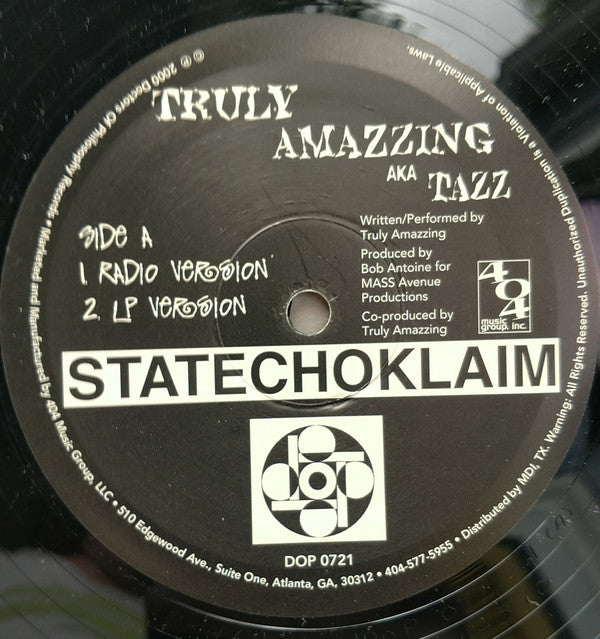 TRULY
AMAZZING
AKA TAZZ
SIDE A
1. RADIO VERSION
2. LP VERSION
Written/Performed by
Truly Amazzing
Produced by
Bob Antoine for
MASS Avenue
Productions
Co-produced by
Truly Amazzing
404
music
group, inc.
STATECHOKLAIM
dop
DOP 0721
℗ © 2000 Doctors Of Philosophy Records • Marketed and Manufactured by 404 Music Group, LLC • 510 Edgewood Ave., Suite One, Atlanta, GA, 30312 • 404-577-5955 • Distributed by MDI, TX. Warning: All Rights Reserved. Unauthorized Duplication is a Violation of Applicable Laws.